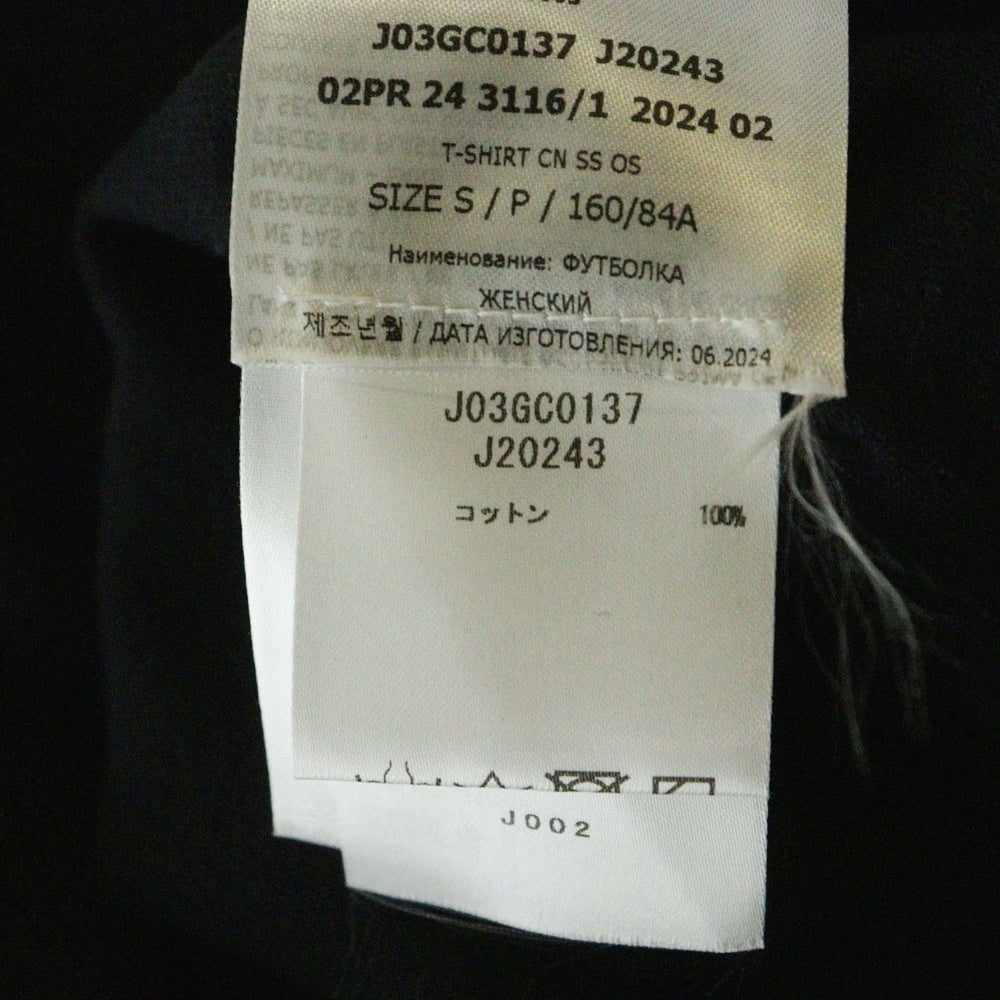 J03GC0137 J20243
02PR 24 3116/1 2024 02
T-SHIRT CN SS OS
SIZE S / P / 160/84A
Наименование: ФУТБОЛКА
ЖЕНСКИЙ
제조년월 / ДАТА ИЗГОТОВЛЕНИЯ: 06.2024
J03GC0137
J20243
コットン 100%
J002